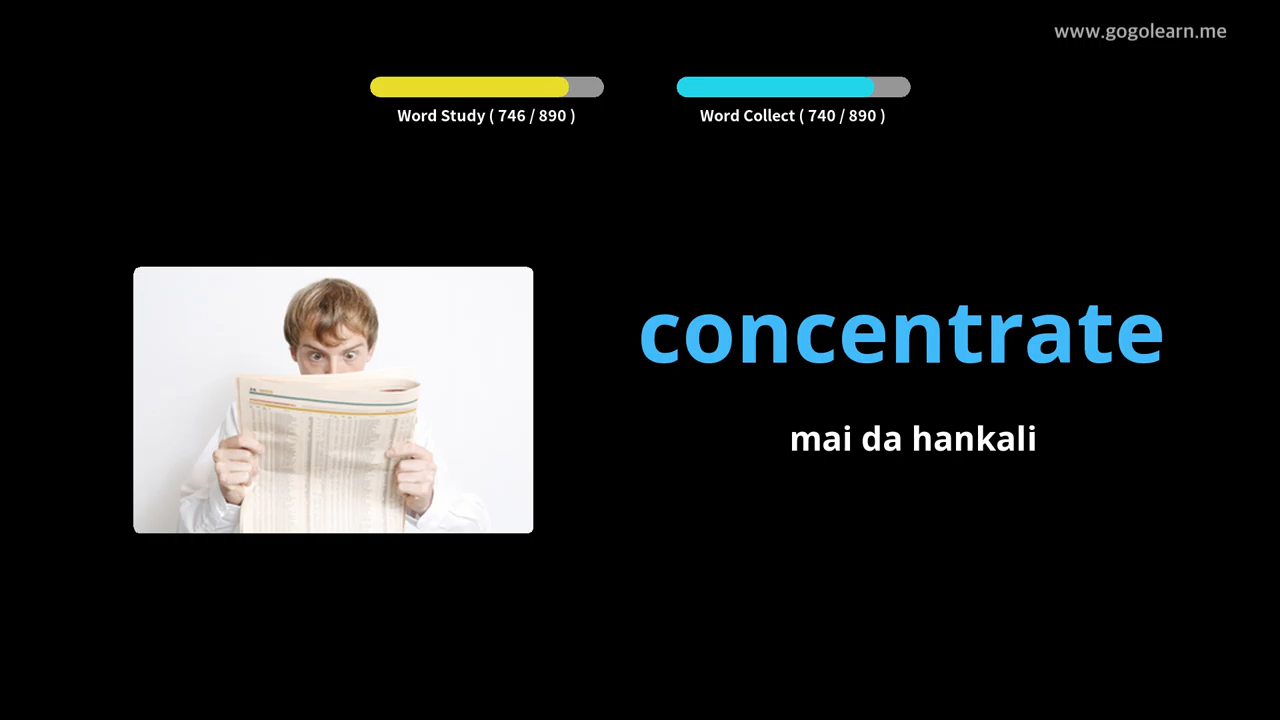 www.gogolearn.me
Word Study ( 746 / 890 )
Word Collect ( 740 / 890 )
concentrate
mai da hankali